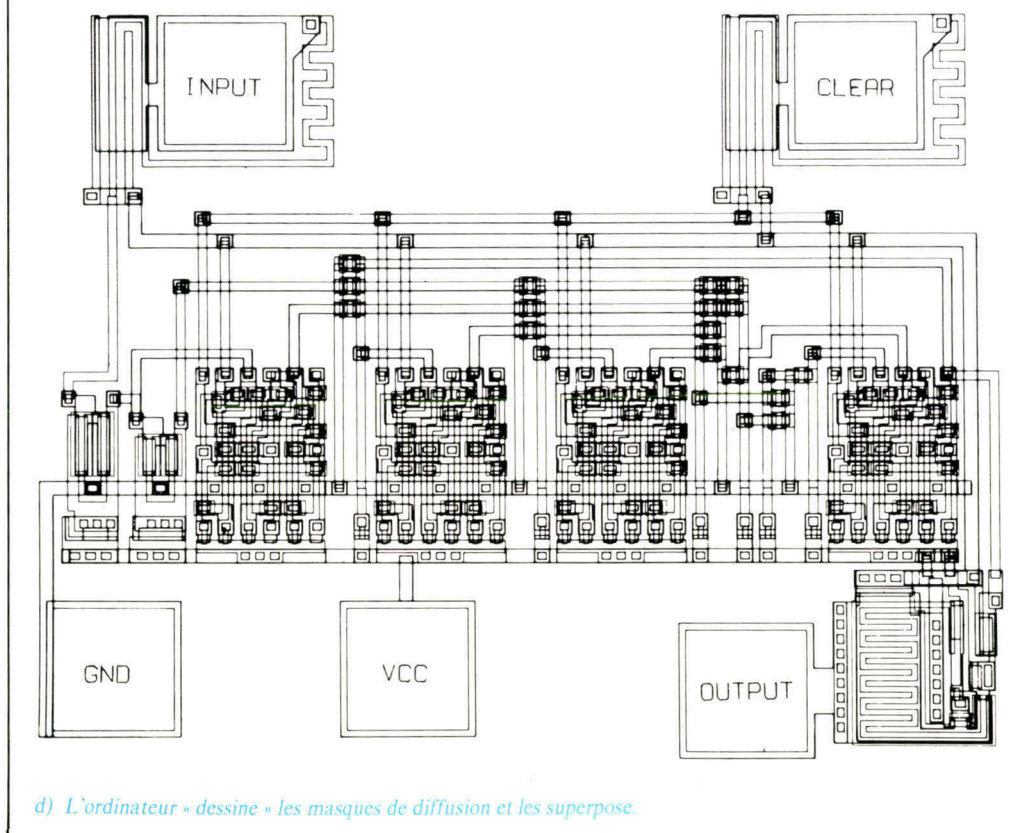 INPUT
CLEAR
GND
VCC
OUTPUT
d) L'ordinateur « dessine » les masques de diffusion et les superpose.